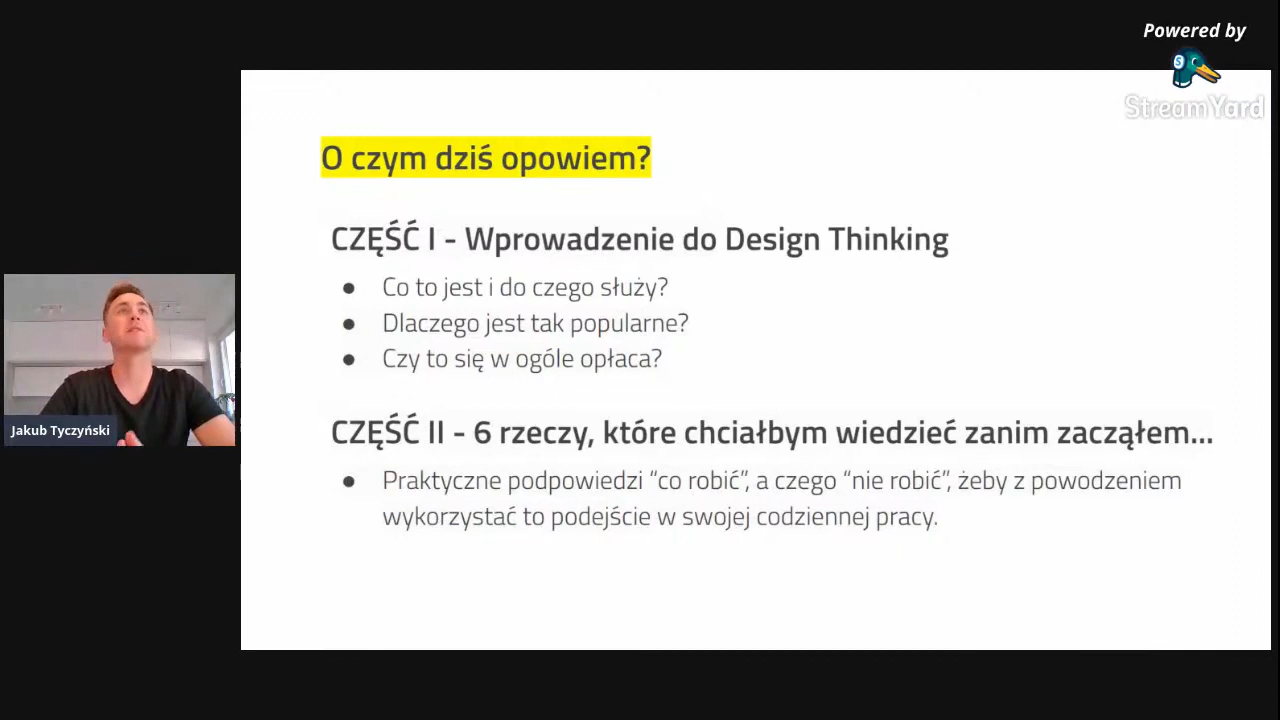 Powered by
StreamYard
O czym dziś opowiem?
CZĘŚĆ I - Wprowadzenie do Design Thinking
● Co to jest i do czego służy?
● Dlaczego jest tak popularne?
● Czy to się w ogóle opłaca?
CZĘŚĆ II - 6 rzeczy, które chciałbym wiedzieć zanim zacząłem...
● Praktyczne podpowiedzi “co robić”, a czego “nie robić”, żeby z powodzeniem
wykorzystać to podejście w swojej codziennej pracy.
Jakub Tyczyński